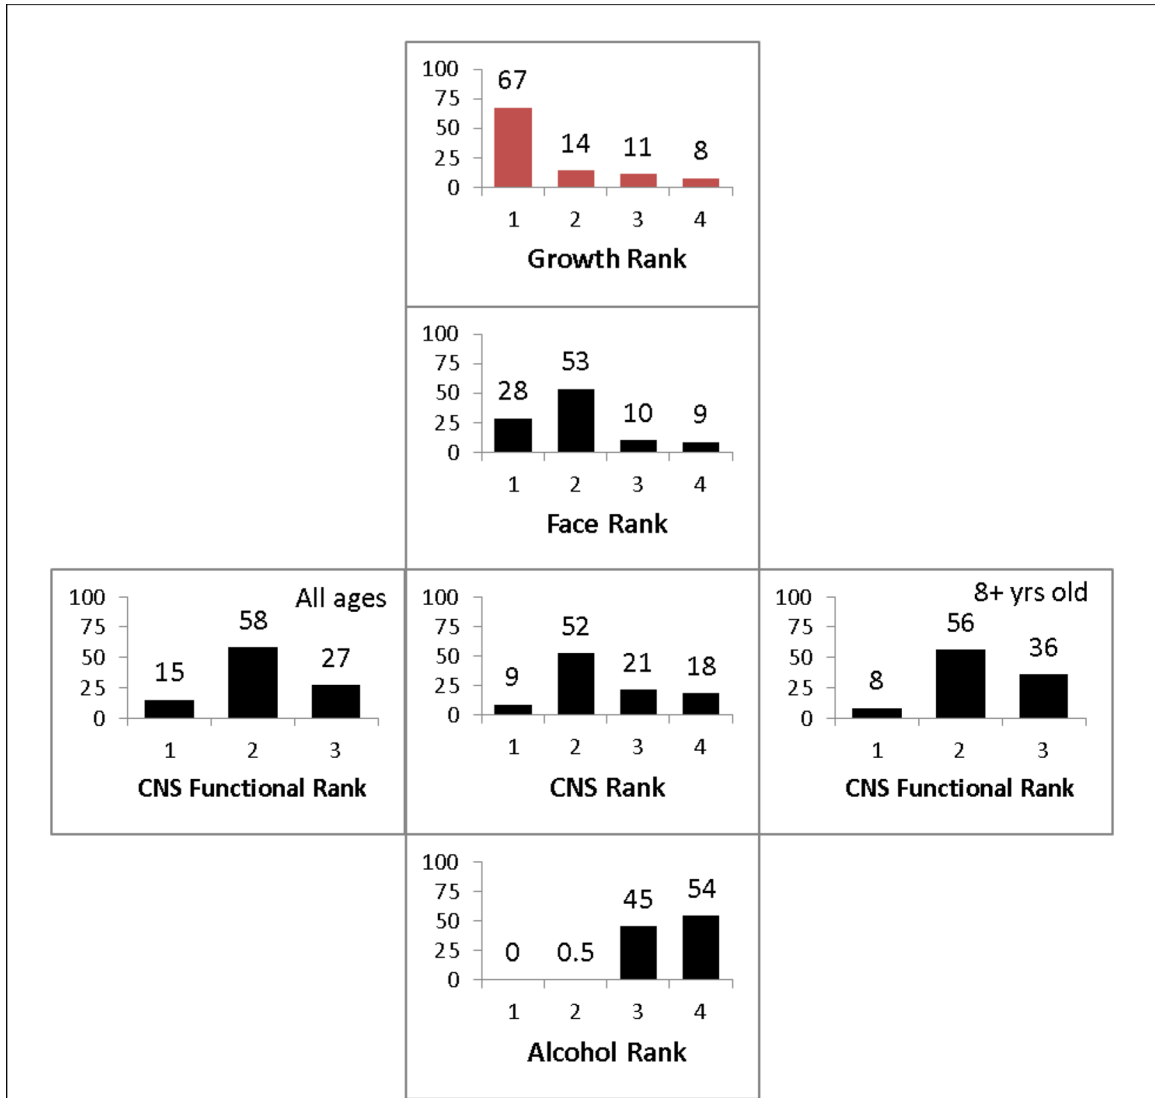 100
75
50
25
0
67 14 11 8
1 2 3 4
Growth Rank
100
75
50
25
0
28 53 10 9
1 2 3 4
Face Rank
All ages
100
75
50
25
0
15 58 27
1 2 3
CNS Functional Rank
100
75
50
25
0
9 52 21 18
1 2 3 4
CNS Rank
8+ yrs old
100
75
50
25
0
8 56 36
1 2 3
CNS Functional Rank
100
75
50
25
0
0 0.5 45 54
1 2 3 4
Alcohol Rank